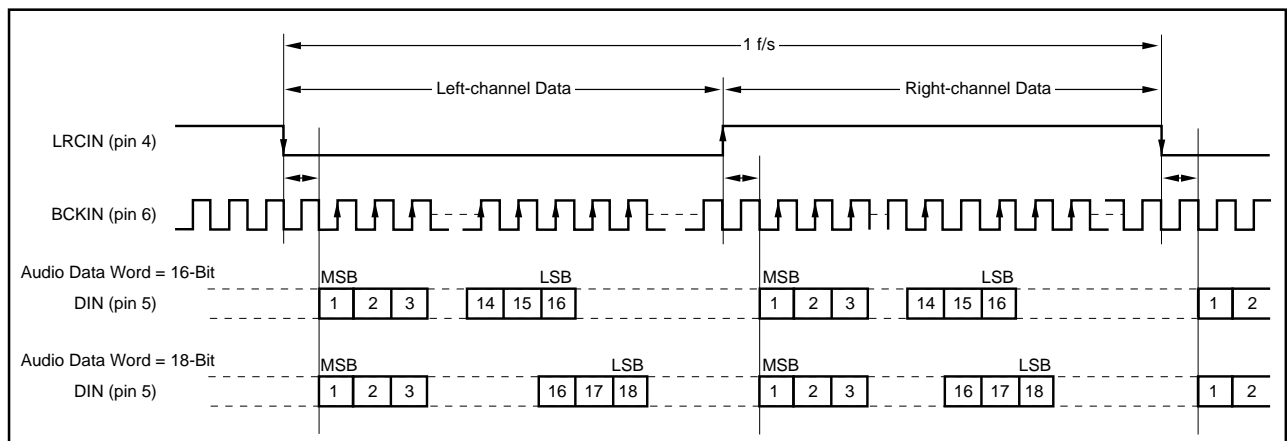 1 f/s
Left-channel Data
Right-channel Data
LRCIN (pin 4)
BCKIN (pin 6)
Audio Data Word = 16-Bit
MSB LSB MSB LSB
DIN (pin 5) 1 2 3 14 15 16 1 2 3 14 15 16 1 2
Audio Data Word = 18-Bit
MSB LSB MSB LSB
DIN (pin 5) 1 2 3 16 17 18 1 2 3 16 17 18 1 2